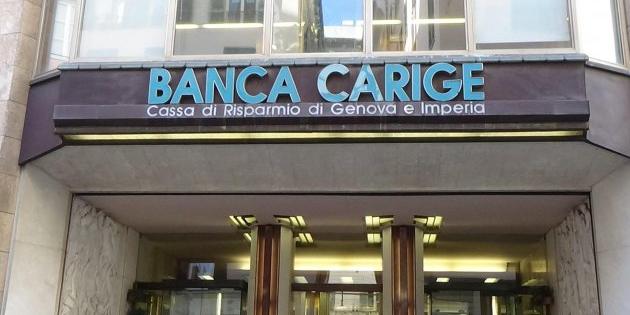 BANCA CARIGE
Cassa di Risparmio di Genova e Imperia